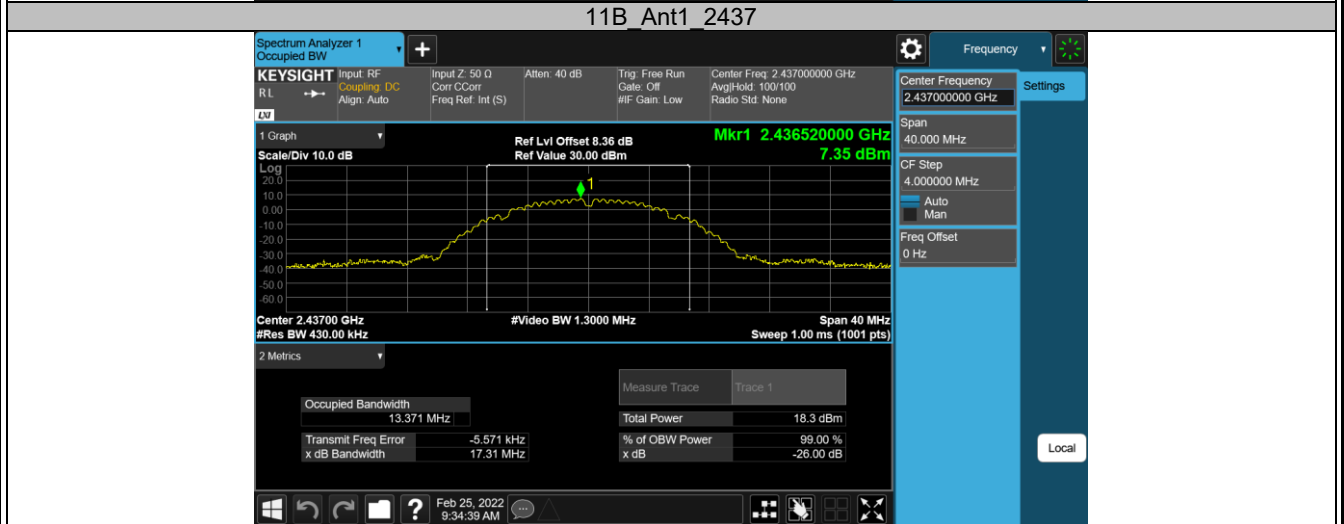 11B_Ant1_2437
Spectrum Analyzer 1
Occupied BW
+
Frequency
KEYSIGHT
RL
LXI
Input: RF
Coupling: DC
Align: Auto
Input Z: 50 Ω
Corr CCorr
Freq Ref: Int (S)
Atten: 40 dB
Trig: Free Run
Gate: Off
#IF Gain: Low
Center Freq: 2.437000000 GHz
Avg|Hold: 100/100
Radio Std: None
Center Frequency
2.437000000 GHz
Settings
Span
40.000 MHz
CF Step
4.000000 MHz
Auto
Man
Freq Offset
0 Hz
1 Graph
Scale/Div 10.0 dB
Ref Lvl Offset 8.36 dB
Ref Value 30.00 dBm
Mkr1 2.436520000 GHz
7.35 dBm
Log
20.0
10.0
0.00
-10.0
-20.0
-30.0
-40.0
-50.0
-60.0
1
Center 2.43700 GHz
#Res BW 430.00 kHz
#Video BW 1.3000 MHz
Span 40 MHz
Sweep 1.00 ms (1001 pts)
2 Metrics
Measure Trace Trace 1
Occupied Bandwidth
13.371 MHz
Total Power 18.3 dBm
Transmit Freq Error -5.571 kHz
% of OBW Power 99.00 %
x dB Bandwidth 17.31 MHz
x dB -26.00 dB
Local
?
Feb 25, 2022
9:34:39 AM